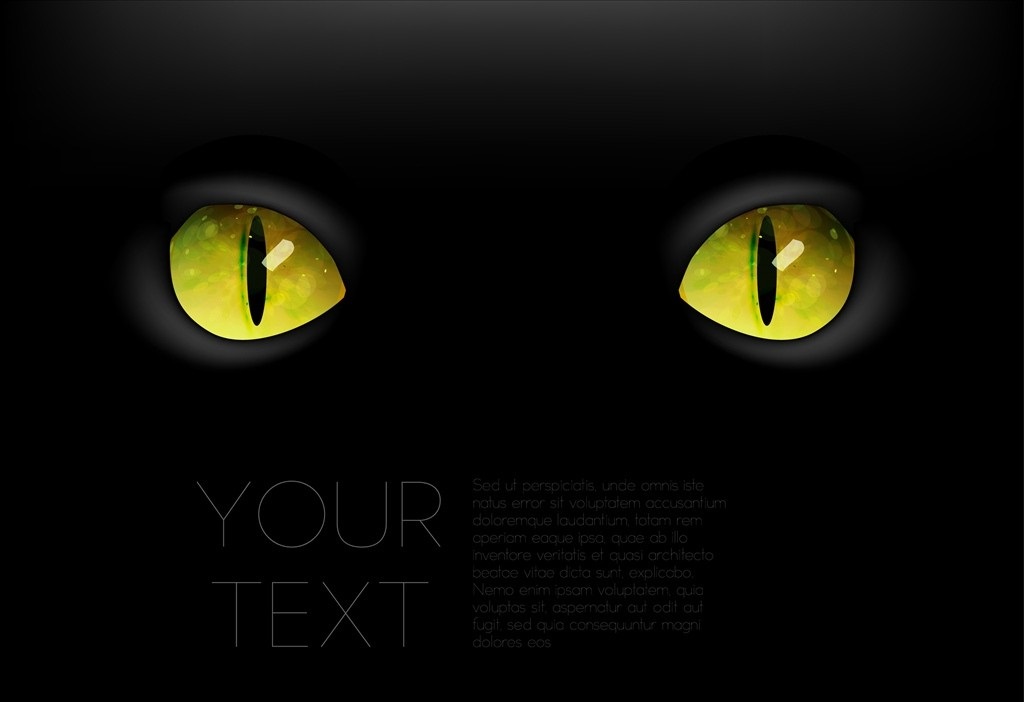 YOUR
TEXT
Sed ut perspiciatis, unde omnis iste
natus error sit voluptatem accusantium
doloremque laudantium, totam rem
aperiam eaque ipsa, quae ab illo
inventore veritatis et quasi architecto
beatae vitae dicta sunt, explicabo.
Nemo enim ipsam voluptatem, quia
voluptas sit, aspernatur aut odit aut
fugit, sed quia consequuntur magni
dolores eos